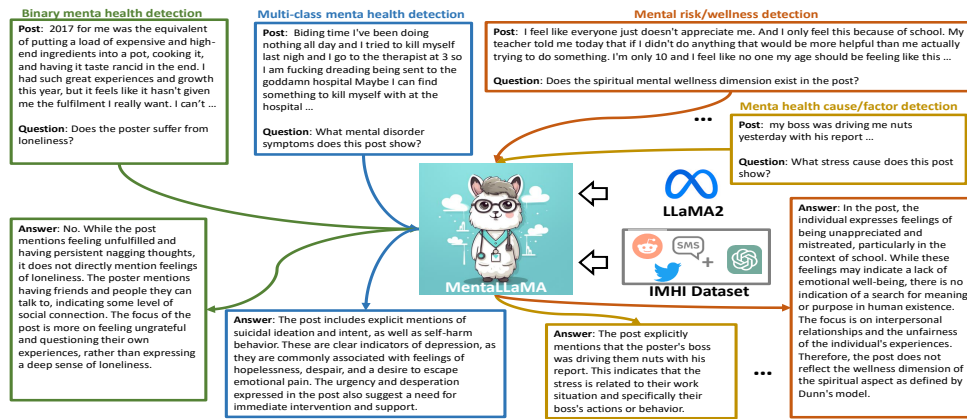 Binary menta health detection
Post: 2017 for me was the equivalent
of putting a load of expensive and high-
end ingredients into a pot, cooking it,
and having it taste rancid in the end. I
had such great experiences and growth
this year, but it feels like it hasn't given
me the fulfilment I really want. I can't ...
Question: Does the poster suffer from
loneliness?
Multi-class menta health detection
Post: Biding time I've been doing
nothing all day and I tried to kill myself
last nigh and I go to the therapist at 3 so
I am fucking dreading being sent to the
goddamn hospital Maybe I can find
something to kill myself with at the
hospital ...
Question: What mental disorder
symptoms does this post show?
Mental risk/wellness detection
Post: I feel like everyone just doesn't appreciate me. And I only feel this because of school. My
teacher told me today that if I didn't do anything that would be more helpful than me actually
trying to do something. I'm only 10 and I feel like no one my age should be feeling like this ...
Question: Does the spiritual mental wellness dimension exist in the post?
...
Menta health cause/factor detection
Post: my boss was driving me nuts
yesterday with his report ...
Question: What stress cause does this post
show?
MentaLLaMA
LLaMA2
SMS
+
IMHI Dataset
Answer: No. While the post
mentions feeling unfulfilled and
having persistent nagging thoughts,
it does not directly mention feelings
of loneliness. The poster mentions
having friends and people they can
talk to, indicating some level of
social connection. The focus of the
post is more on feeling ungrateful
and questioning their own
experiences, rather than expressing
a deep sense of loneliness.
Answer: The post includes explicit mentions of
suicidal ideation and intent, as well as self-harm
behavior. These are clear indicators of depression, as
they are commonly associated with feelings of
hopelessness, despair, and a desire to escape
emotional pain. The urgency and desperation
expressed in the post also suggest a need for
immediate intervention and support.
Answer: The post explicitly
mentions that the poster's boss
was driving them nuts with his
report. This indicates that the
stress is related to their work
situation and specifically their
boss's actions or behavior.
...
Answer: In the post, the
individual expresses feelings of
being unappreciated and
mistreated, particularly in the
context of school. While these
feelings may indicate a lack of
emotional well-being, there is no
indication of a search for meaning
or purpose in human existence.
The focus is on interpersonal
relationships and the unfairness
of the individual's experiences.
Therefore, the post does not
reflect the wellness dimension of
the spiritual aspect as defined by
Dunn's model.